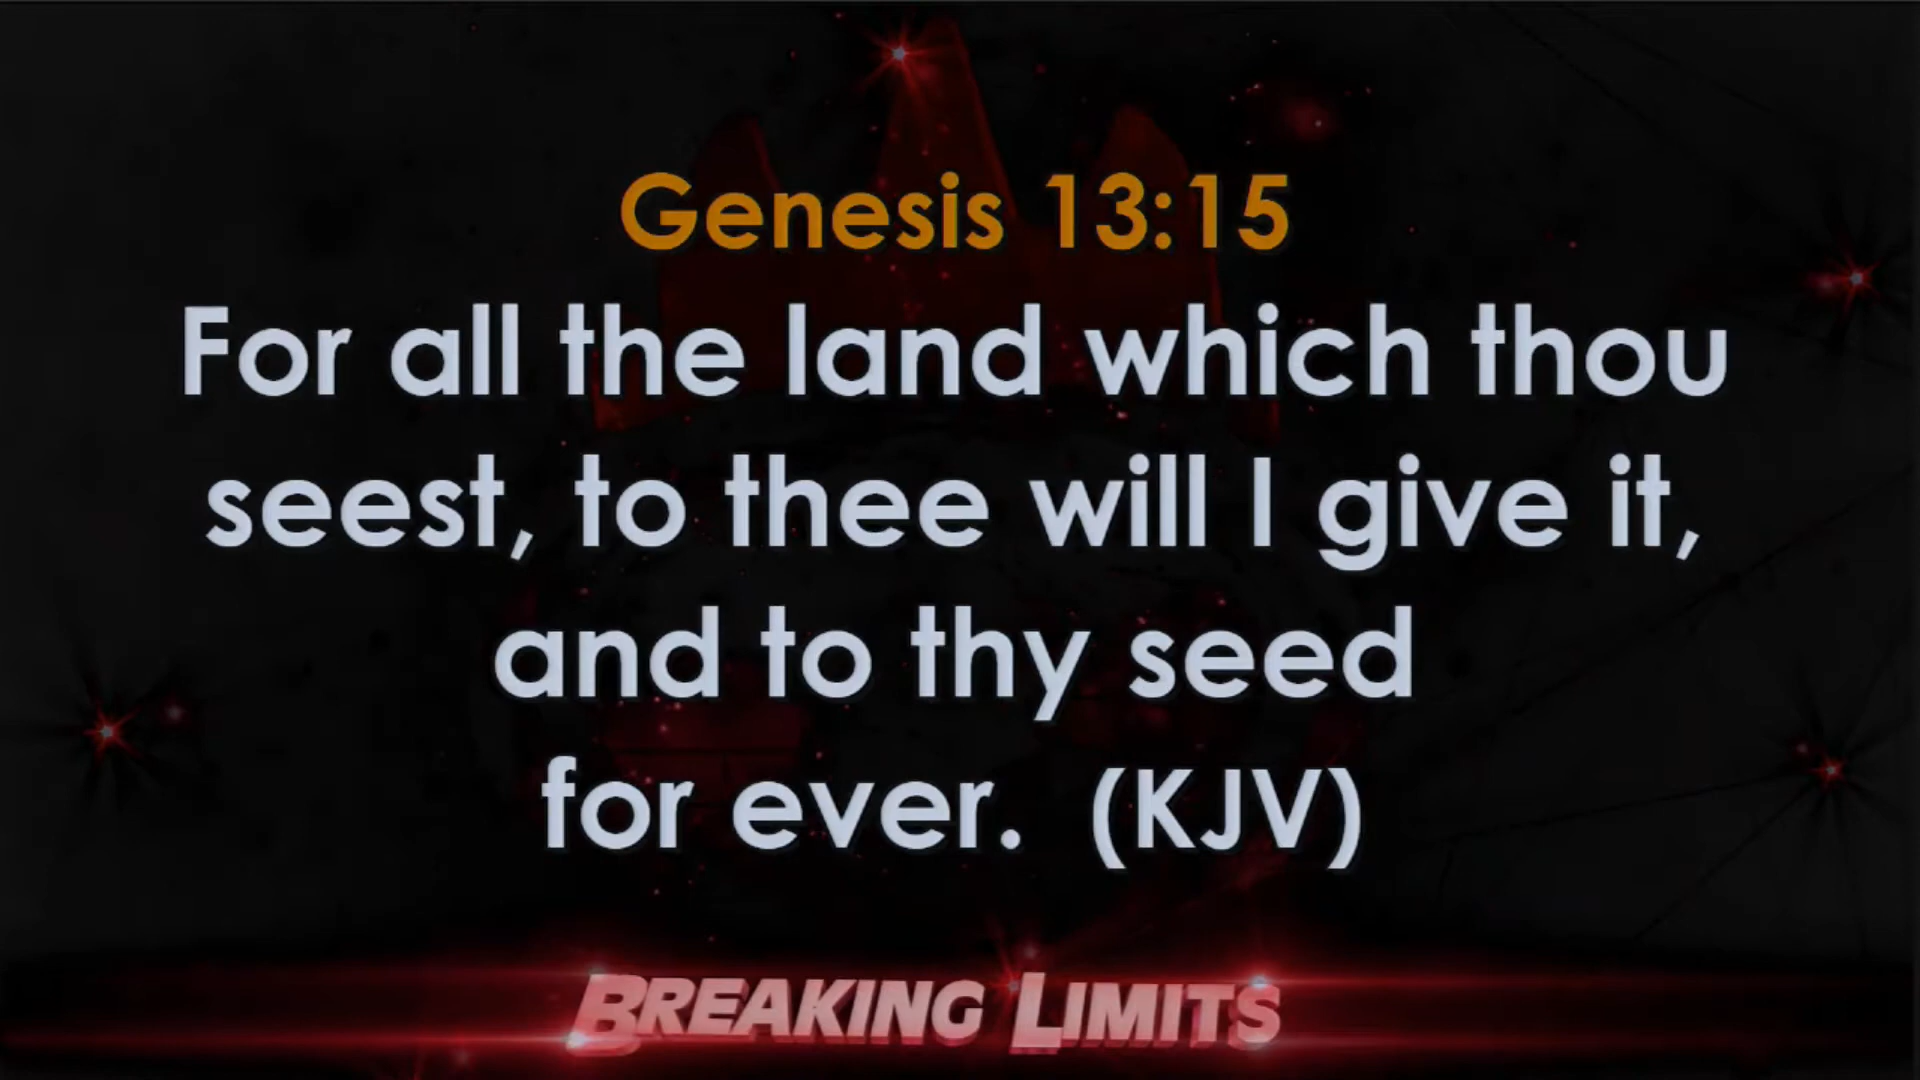 Genesis 13:15
For all the land which thou
seest, to thee will I give it,
and to thy seed
for ever. (KJV)
BREAKING LIMITS